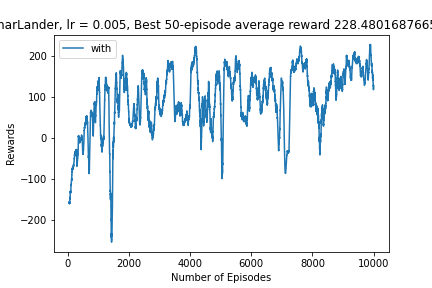 narLander, lr = 0.005, Best 50-episode average reward 228.4801687665
with
200
100
0
−100
−200
Rewards
0 2000 4000 6000 8000 10000
Number of Episodes